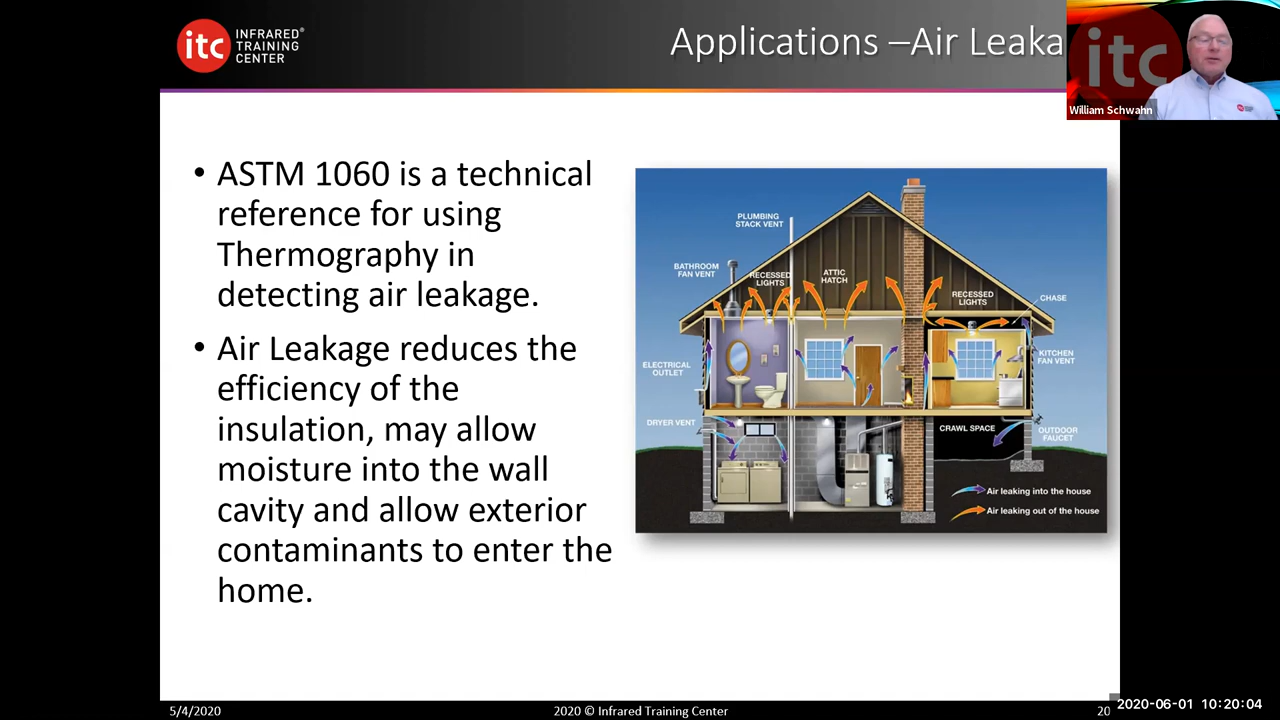 itc INFRARED
TRAINING
CENTER
Applications –Air Leaka
itc
William Schwahn
• ASTM 1060 is a technical
reference for using
Thermography in
detecting air leakage.
• Air Leakage reduces the
efficiency of the
insulation, may allow
moisture into the wall
cavity and allow exterior
contaminants to enter the
home.
PLUMBING
STACK VENT
BATHROOM
FAN VENT
RECESSED
LIGHTS
ATTIC
HATCH
RECESSED
LIGHTS
CHASE
ELECTRICAL
OUTLET
KITCHEN
FAN VENT
DRYER VENT
CRAWL SPACE
OUTDOOR
FAUCET
Air leaking into the house
Air leaking out of the house
5/4/2020
2020 © Infrared Training Center
20
2020-06-01 10:20:04